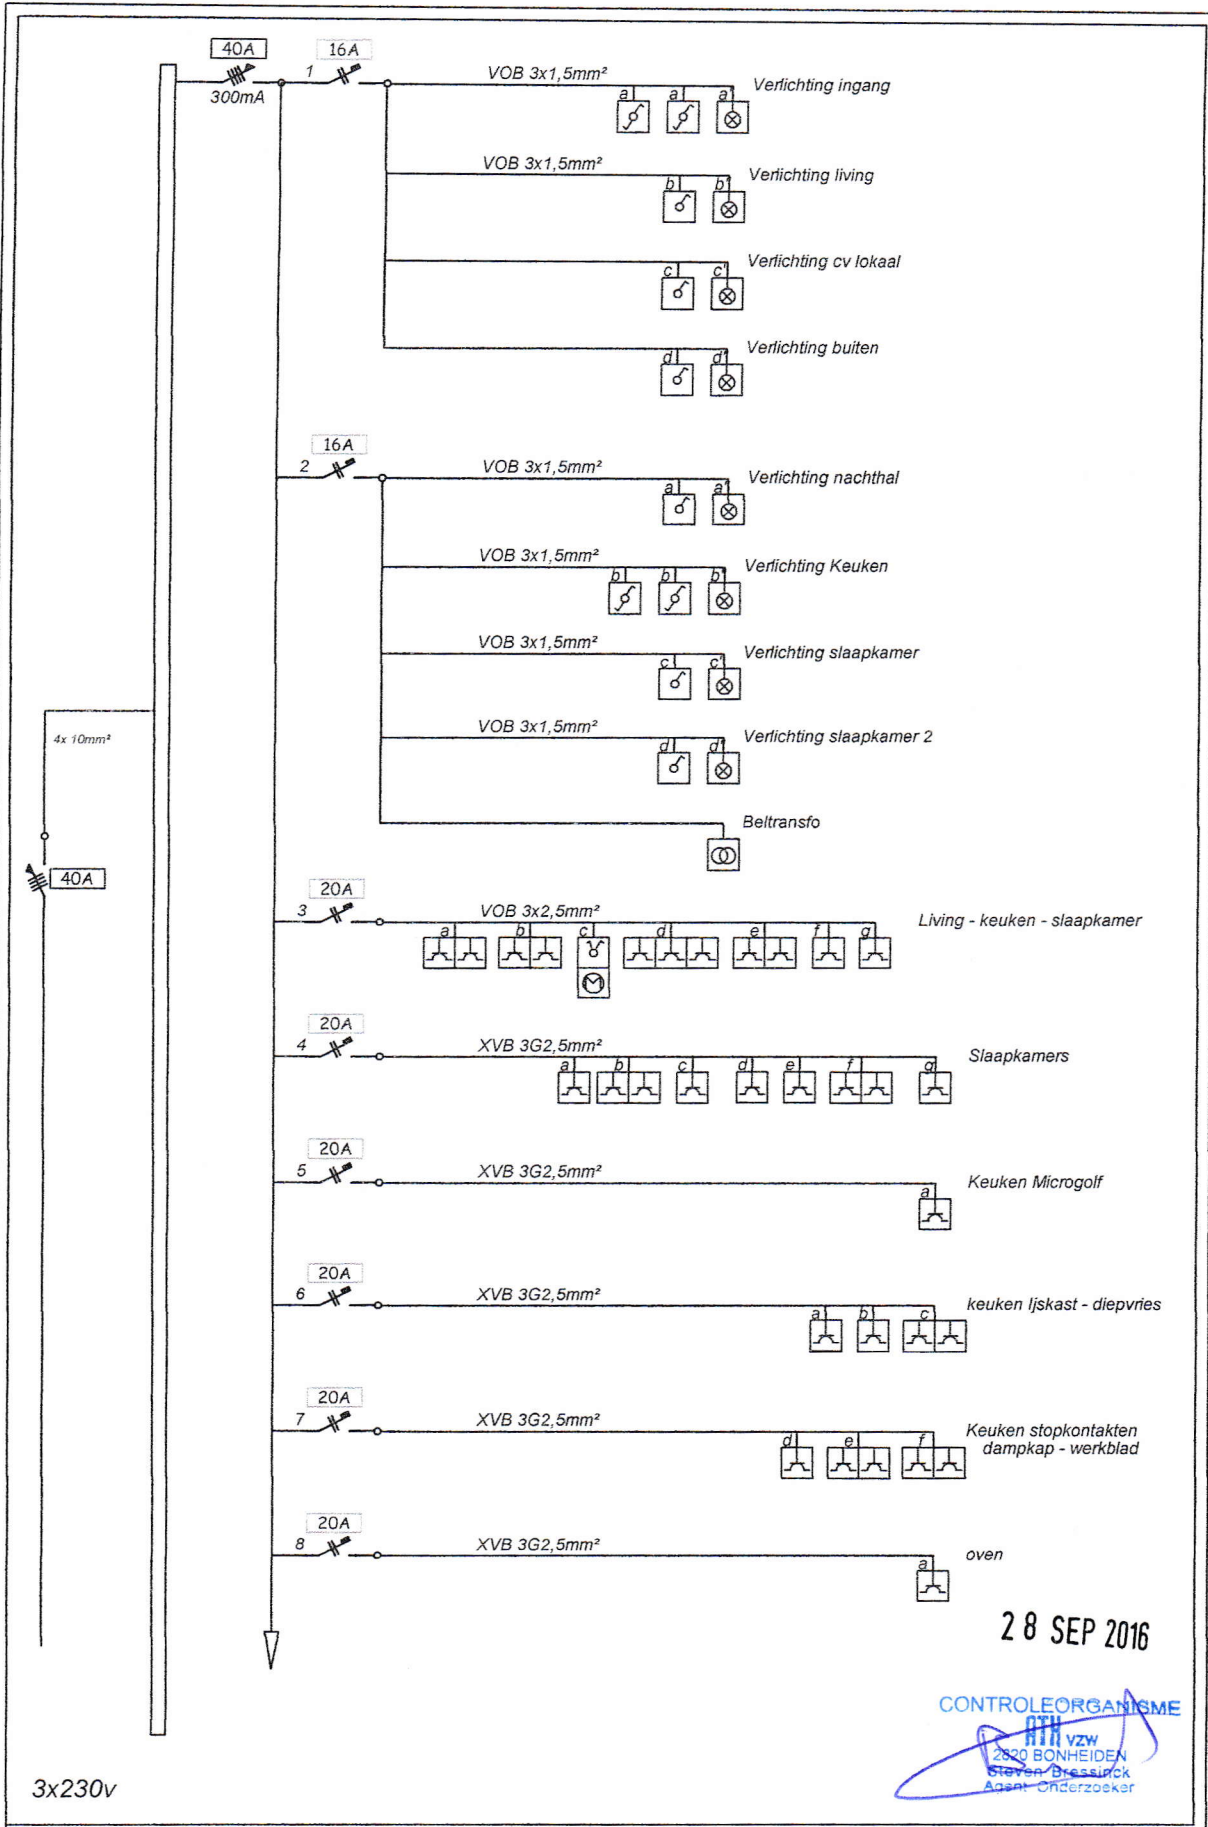 40A
300mA
1
16A
VOB 3x1,5mm²
a
a
a'
Verlichting ingang
VOB 3x1,5mm²
b
b'
Verlichting living
c
c'
Verlichting cv lokaal
d
d'
Verlichting buiten
2
16A
VOB 3x1,5mm²
a
a'
Verlichting nachthal
VOB 3x1,5mm²
b
b
b'
Verlichting Keuken
VOB 3x1,5mm²
c
c'
Verlichting slaapkamer
VOB 3x1,5mm²
d
d'
Verlichting slaapkamer 2
4x 10mm²
Beltransfo
40A
3
20A
VOB 3x2,5mm²
a
b
c
d
e
f
g
M
Living - keuken - slaapkamer
4
20A
XVB 3G2,5mm²
a
b
c
d
e
f
g
Slaapkamers
5
20A
XVB 3G2,5mm²
a
Keuken Microgolf
6
20A
XVB 3G2,5mm²
a
b
c
keuken Ijskast - diepvries
7
20A
XVB 3G2,5mm²
d
e
f
Keuken stopkontakten
dampkap - werkblad
8
20A
XVB 3G2,5mm²
a
oven
28 SEP 2016
CONTROLEORGANISME
ATH VZW
2820 BONHEIDEN
Steven Bressinck
Agent Onderzoeker
3x230v